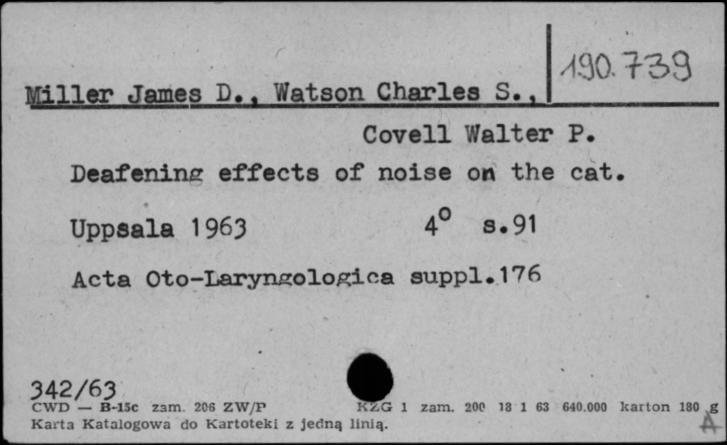 190.739
Miller James D., Watson Charles S.,
Covell Walter P.
Deafening effects of noise on the cat.
Uppsala 1963 4° s.91
Acta Oto-Laryngologica suppl.176
342/63
CWD — B-15c zam. 206 ZW/P KZG 1 zam. 200 18 1 63 640.000 karton 180 g
Karta Katalogowa do Kartoteki z jedną linią.
A